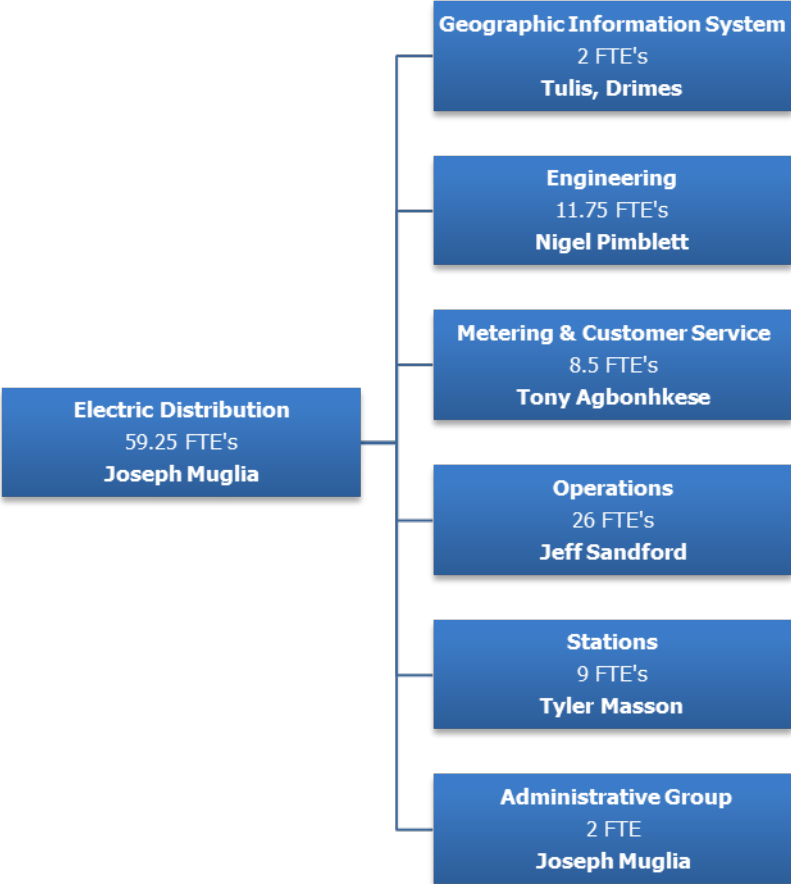 Geographic Information System
2 FTE's
Tulis, Drimes
Engineering
11.75 FTE's
Nigel Pimblett
Metering & Customer Service
8.5 FTE's
Tony Agbonhkese
Electric Distribution
59.25 FTE's
Joseph Muglia
Operations
26 FTE's
Jeff Sandford
Stations
9 FTE's
Tyler Masson
Administrative Group
2 FTE
Joseph Muglia